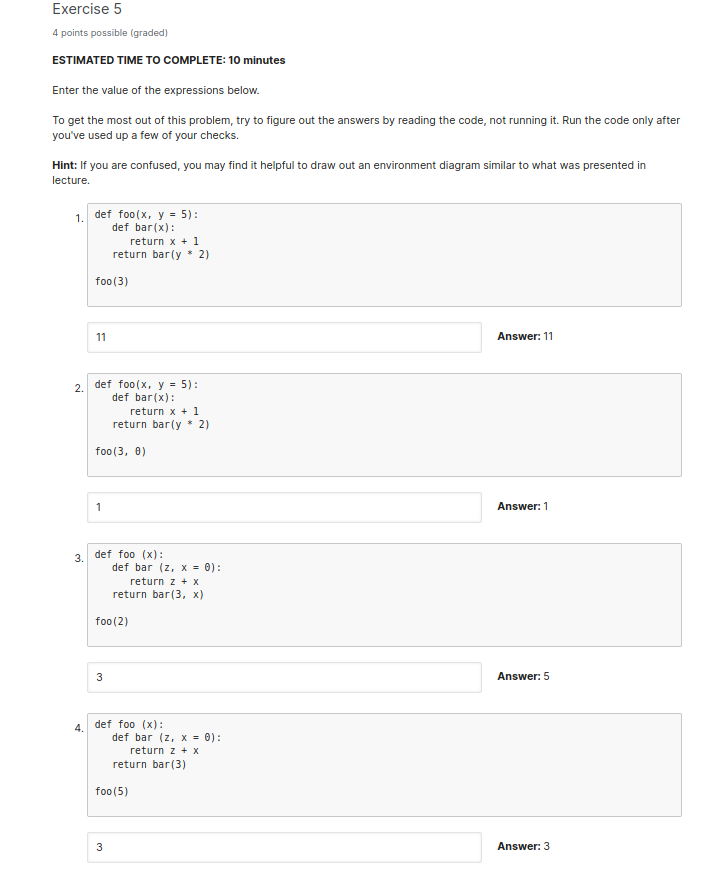 Exercise 5
4 points possible (graded)
ESTIMATED TIME TO COMPLETE: 10 minutes
Enter the value of the expressions below.
To get the most out of this problem, try to figure out the answers by reading the code, not running it. Run the code only after
you've used up a few of your checks.
Hint: If you are confused, you may find it helpful to draw out an environment diagram similar to what was presented in
lecture.
1.
def foo(x, y = 5):
   def bar(x):
      return x + 1
   return bar(y * 2)
foo(3)
11
Answer: 11
2.
def foo(x, y = 5):
   def bar(x):
      return x + 1
   return bar(y * 2)
foo(3, 0)
1
Answer: 1
3.
def foo (x):
   def bar (z, x = 0):
      return z + x
   return bar(3, x)
foo(2)
3
Answer: 5
4.
def foo (x):
   def bar (z, x = 0):
      return z + x
   return bar(3)
foo(5)
3
Answer: 3